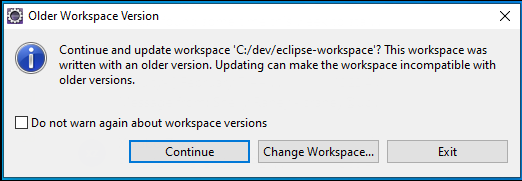 Older Workspace Version
Continue and update workspace 'C:/dev/eclipse-workspace'? This workspace was
written with an older version. Updating can make the workspace incompatible with
older versions.
Do not warn again about workspace versions
Continue
Change Workspace...
Exit